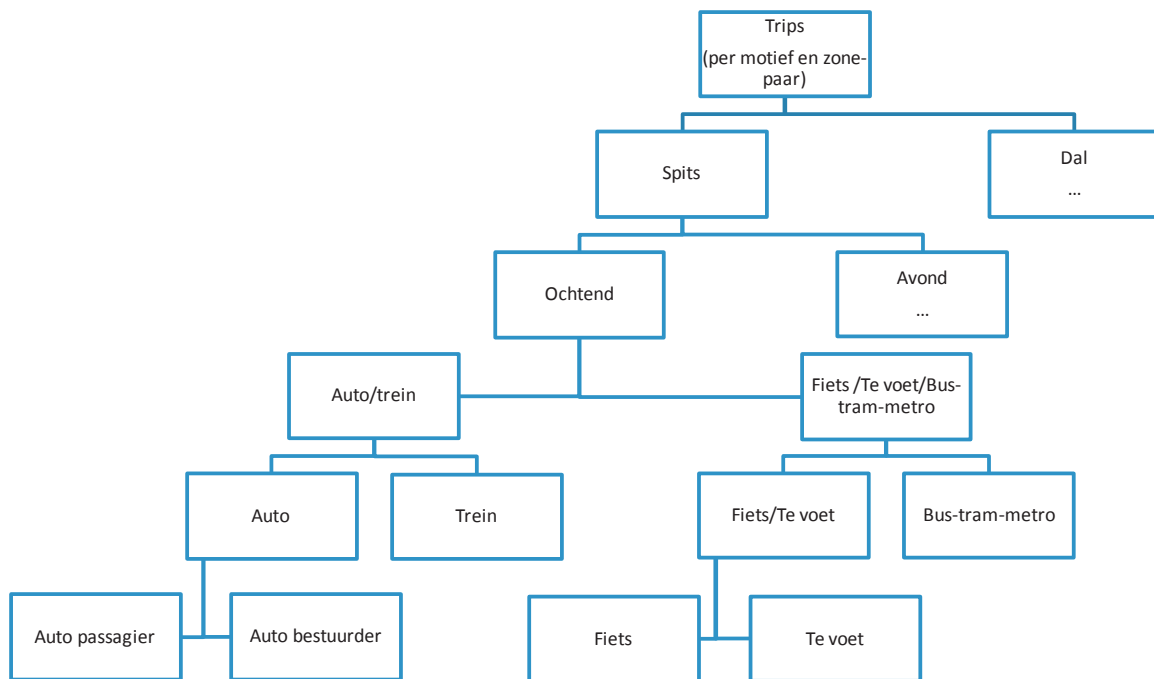 Trips
(per motief en zone-
paar)
Spits
Dal
...
Ochtend
Avond
...
Auto/trein
Fiets /Te voet/Bus-
tram-metro
Auto
Trein
Fiets/Te voet
Bus-tram-metro
Auto passagier
Auto bestuurder
Fiets
Te voet